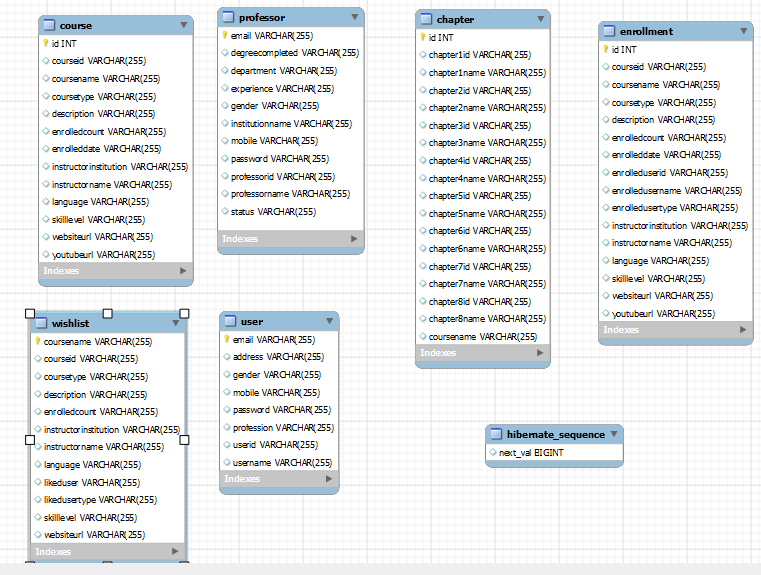 course
id INT
courseid VARCHAR(255)
coursename VARCHAR(255)
coursetype VARCHAR(255)
description VARCHAR(255)
enrolledcount VARCHAR(255)
enrolleddate VARCHAR(255)
instructorinstitution VARCHAR(255)
instructorname VARCHAR(255)
language VARCHAR(255)
skilllevel VARCHAR(255)
websiteurl VARCHAR(255)
youtubeurl VARCHAR(255)
Indexes
professor
email VARCHAR(255)
degreecompleted VARCHAR(255)
department VARCHAR(255)
experience VARCHAR(255)
gender VARCHAR(255)
institutionname VARCHAR(255)
mobile VARCHAR(255)
password VARCHAR(255)
professorid VARCHAR(255)
professorname VARCHAR(255)
status VARCHAR(255)
Indexes
chapter
id INT
chapter1id VARCHAR(255)
chapter1name VARCHAR(255)
chapter2id VARCHAR(255)
chapter2name VARCHAR(255)
chapter3id VARCHAR(255)
chapter3name VARCHAR(255)
chapter4id VARCHAR(255)
chapter4name VARCHAR(255)
chapter5id VARCHAR(255)
chapter5name VARCHAR(255)
chapter6id VARCHAR(255)
chapter6name VARCHAR(255)
chapter7id VARCHAR(255)
chapter7name VARCHAR(255)
chapter8id VARCHAR(255)
chapter8name VARCHAR(255)
coursename VARCHAR(255)
Indexes
enrollment
id INT
courseid VARCHAR(255)
coursename VARCHAR(255)
coursetype VARCHAR(255)
description VARCHAR(255)
enrolledcount VARCHAR(255)
enrolleddate VARCHAR(255)
enrolleduserid VARCHAR(255)
enrolledusername VARCHAR(255)
enrolledusertype VARCHAR(255)
instructorinstitution VARCHAR(255)
instructorname VARCHAR(255)
language VARCHAR(255)
skilllevel VARCHAR(255)
websiteurl VARCHAR(255)
youtubeurl VARCHAR(255)
Indexes
wishlist
coursename VARCHAR(255)
courseid VARCHAR(255)
coursetype VARCHAR(255)
description VARCHAR(255)
enrolledcount VARCHAR(255)
instructorinstitution VARCHAR(255)
instructorname VARCHAR(255)
language VARCHAR(255)
likeduser VARCHAR(255)
likedusertype VARCHAR(255)
skilllevel VARCHAR(255)
websiteurl VARCHAR(255)
Indexes
user
email VARCHAR(255)
address VARCHAR(255)
gender VARCHAR(255)
mobile VARCHAR(255)
password VARCHAR(255)
profession VARCHAR(255)
userid VARCHAR(255)
username VARCHAR(255)
Indexes
hibernate_sequence
next_val BIGINT